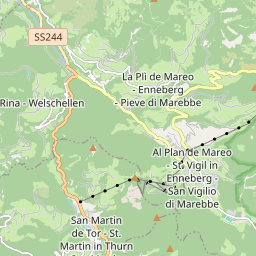 SS244
La Plì de Mareo
- Enneberg
- Pieve di Marebbe
Rina - Welschellen
Al Plan de Mareo
- St. Vigil in
Enneberg -
San Vigilio
di Marebbe
San Martin
de Tor - St.
Martin in Thurn